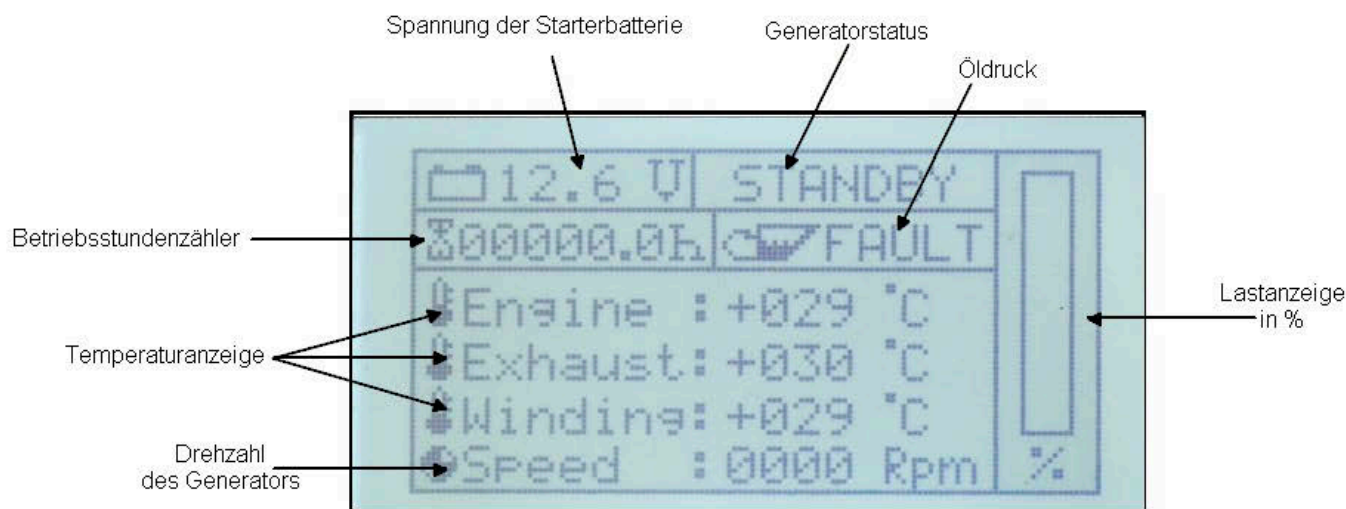 Spannung der Starterbatterie
Generatorstatus
Öldruck
12.6 V
STANDBY
Betriebsstundenzähler
00000.0h
FAULT
Engine : +029 °C
Lastanzeige
in %
Temperaturanzeige
Exhaust: +030 °C
Winding: +029 °C
Drehzahl
des Generators
Speed : 0000 Rpm
%